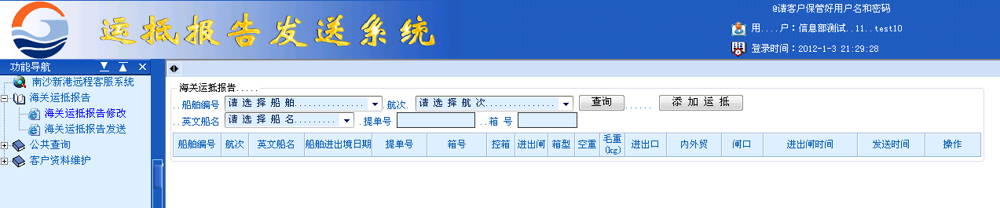 运抵报告发送系统
@请客户保管好用户名和密码
用....户：信息部测试..11..test10
登录时间：2012-1-3 21:29:28
功能导航
南沙新港远程客服系统
海关运抵报告
海关运抵报告修改
海关运抵报告发送
公共查询
客户资料维护
海关运抵报告.....
..船舶编号 请 选 择 船 舶............... .航次. 请 选 择 航 次.............. 查询 ...... 添 加 运 抵
..英文船名 请 选 择 船 名......... .提单号 ..箱 号
船舶编号 航次 英文船名 船舶进出境日期 提单号 箱号 控箱 进出闸 箱型 空重 毛重(kg) 进出口 内外贸 闸口 进出闸时间 发送时间 操作